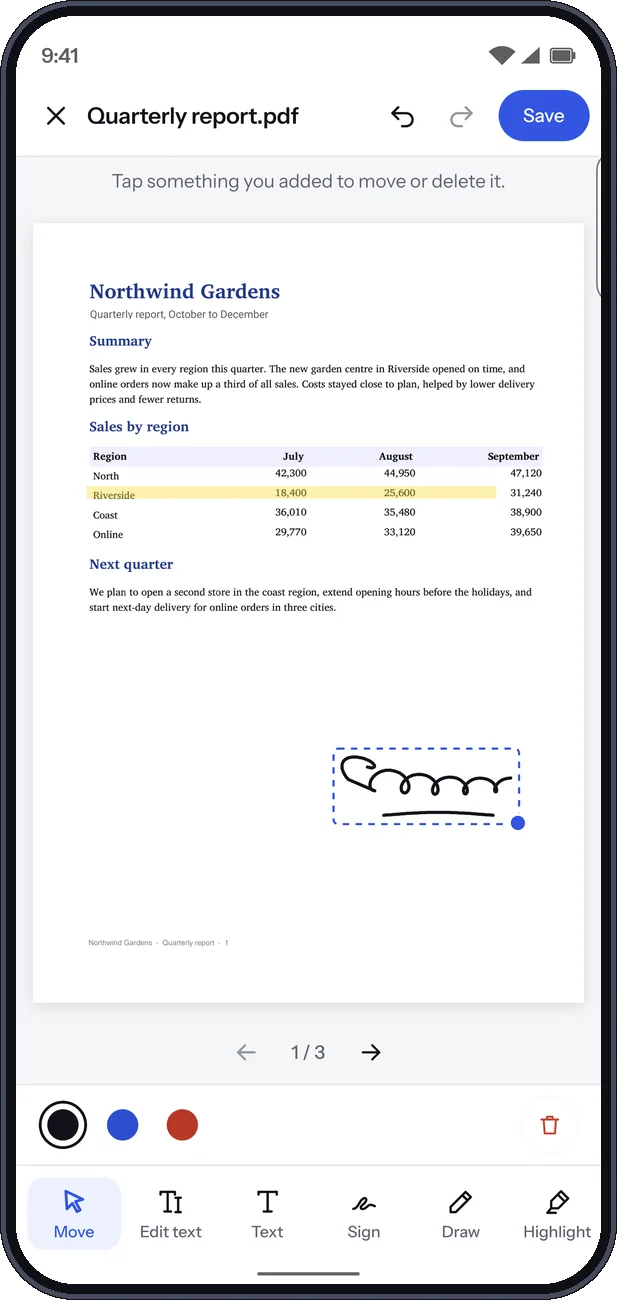 9:41
Quarterly report.pdf
Save
Tap something you added to move or delete it.
Northwind Gardens
Quarterly report, October to December
Summary
Sales grew in every region this quarter. The new garden centre in Riverside opened on time, and
online orders now make up a third of all sales. Costs stayed close to plan, helped by lower delivery
prices and fewer returns.
Sales by region
Region July August September
North 42,300 44,950 47,120
Riverside 18,400 25,600 31,240
Coast 36,010 35,480 38,900
Online 29,770 33,120 39,650
Next quarter
We plan to open a second store in the coast region, extend opening hours before the holidays, and
start next-day delivery for online orders in three cities.
Northwind Gardens · Quarterly report · 1
1 / 3
Move Edit text Text Sign Draw Highlight